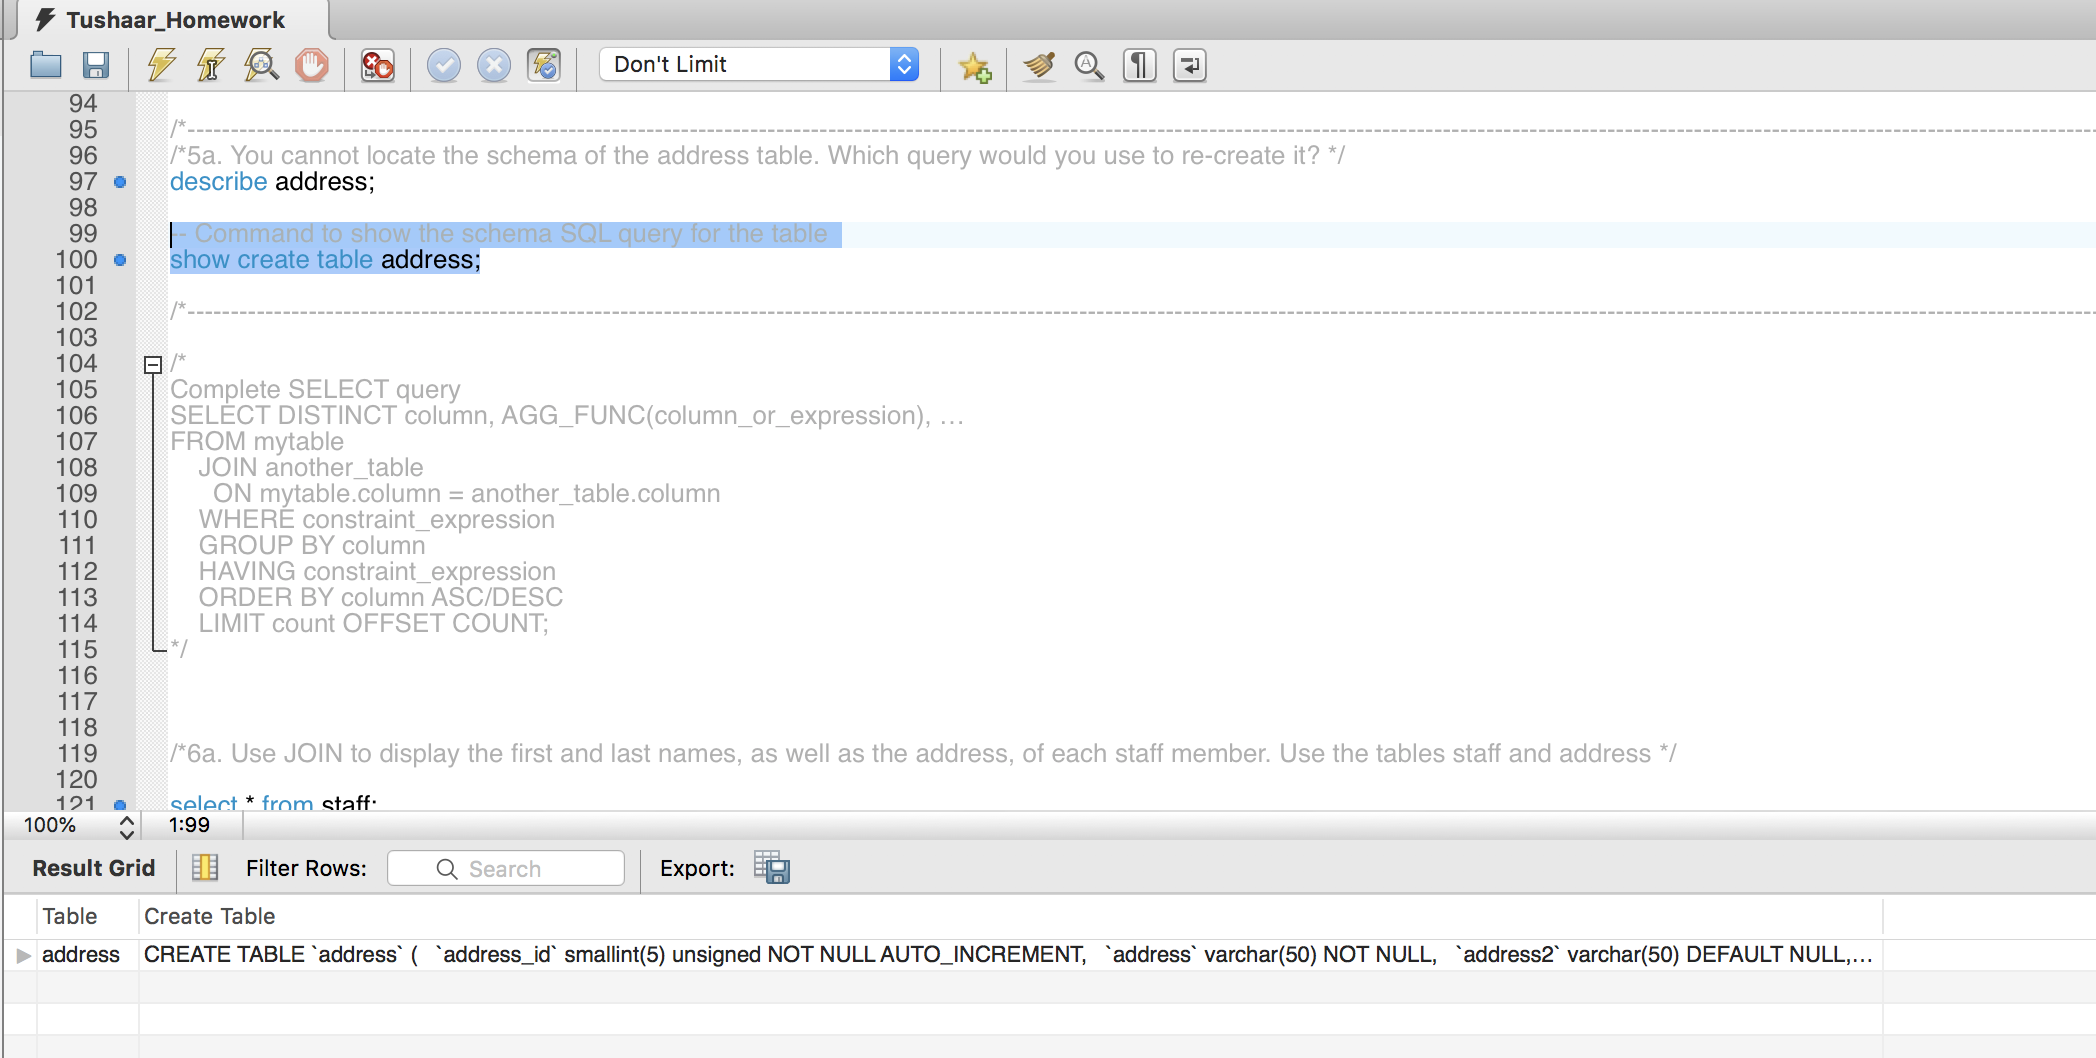 Tushaar_Homework
Don't Limit
94
95 /*--------------------------------------------------------------------------------
96 /*5a. You cannot locate the schema of the address table. Which query would you use to re-create it? */
97 describe address;
98
99 -- Command to show the schema SQL query for the table
100 show create table address;
101
102 /*--------------------------------------------------------------------------------
103
104 /*
105 Complete SELECT query
106 SELECT DISTINCT column, AGG_FUNC(column_or_expression), …
107 FROM mytable
108 JOIN another_table
109 ON mytable.column = another_table.column
110 WHERE constraint_expression
111 GROUP BY column
112 HAVING constraint_expression
113 ORDER BY column ASC/DESC
114 LIMIT count OFFSET COUNT;
115 */
116
117
118
119 /*6a. Use JOIN to display the first and last names, as well as the address, of each staff member. Use the tables staff and address */
120
121 select * from staff;
100% 1:99
Result Grid Filter Rows: Search Export:
Table Create Table
address CREATE TABLE `address` ( `address_id` smallint(5) unsigned NOT NULL AUTO_INCREMENT, `address` varchar(50) NOT NULL, `address2` varchar(50) DEFAULT NULL,...